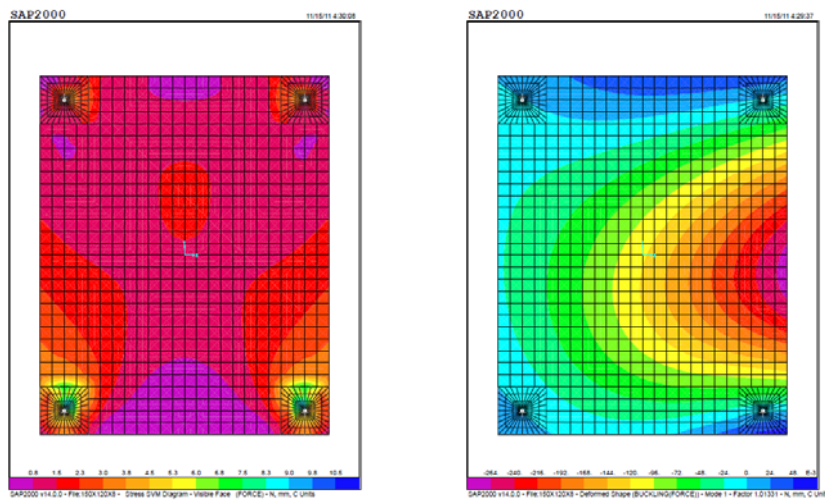 SAP2000
11/15/11 4:30:05
0.8 1.5 2.3 3.0 3.8 4.5 5.3 6.0 6.8 7.5 8.3 9.0 9.8 10.5
SAP2000 v14.0.0 - File:150X120X8 - Stress SVM Diagram - Visible Face (FORCE) - N, mm, C Units
SAP2000
11/15/11 4:29:37
-264. -240. -216. -192. -168. -144. -120. -96. -72. -48. -24. 0. 24. 48. E-3
SAP2000 v14.0.0 - File:150X120X8 - Deformed Shape (BUCKLING(FORCE)) - Mode 1 - Factor 1.01331 - N, mm, C Unit